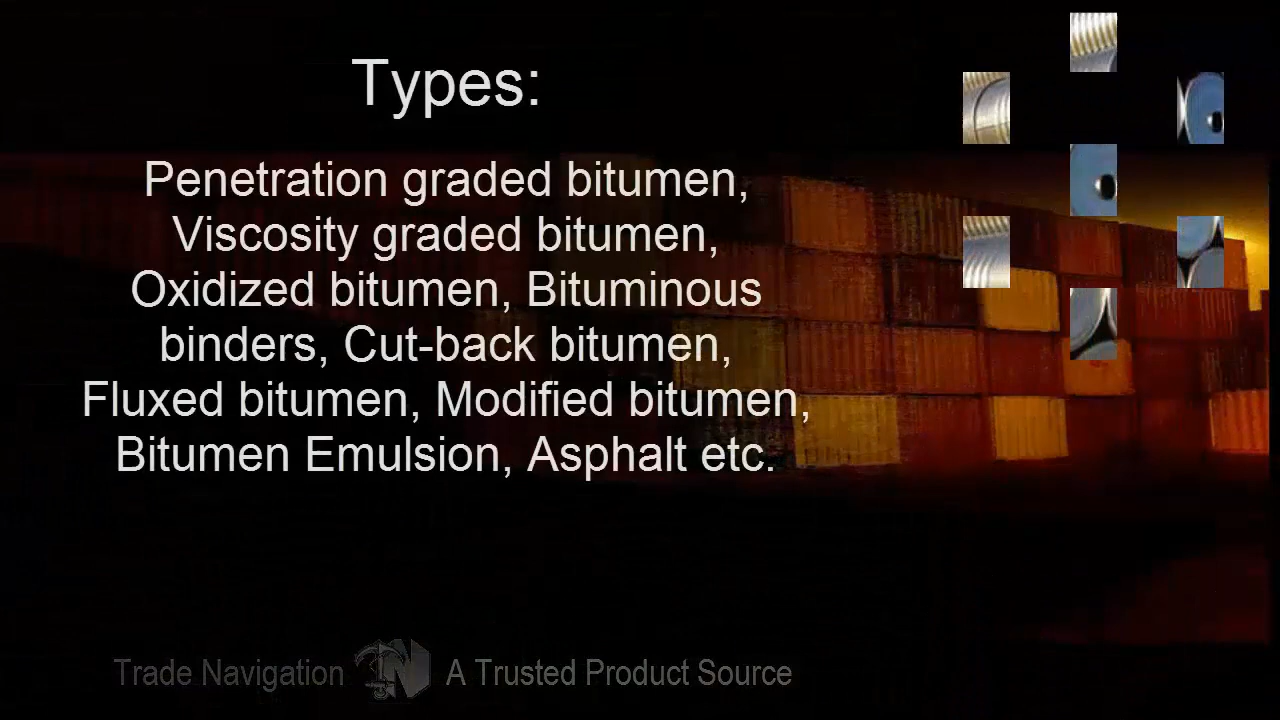 Types:
Penetration graded bitumen,
Viscosity graded bitumen,
Oxidized bitumen, Bituminous
binders, Cut-back bitumen,
Fluxed bitumen, Modified bitumen,
Bitumen Emulsion, Asphalt etc.
Trade Navigation N A Trusted Product Source